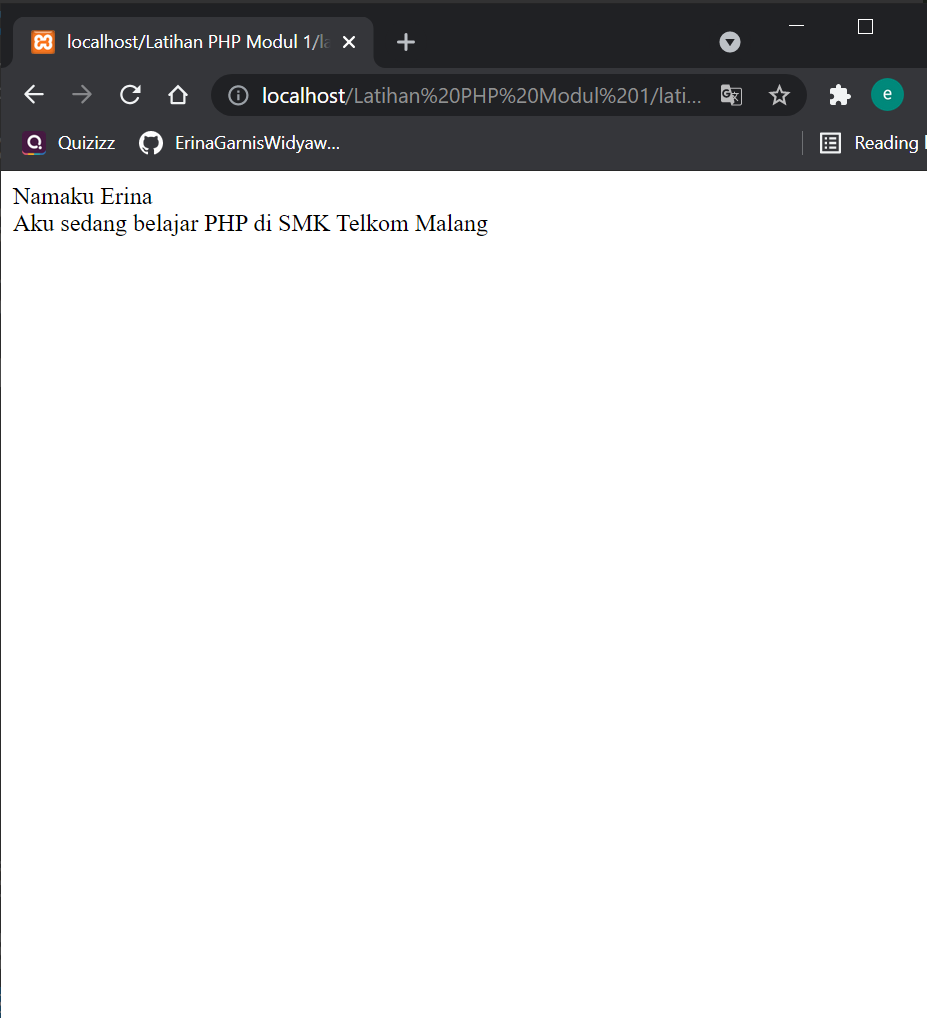 localhost/Latihan PHP Modul 1/la
localhost/Latihan%20PHP%20Modul%201/lati...
e
Quizizz
ErinaGarnisWidyaw...
Reading
Namaku Erina
Aku sedang belajar PHP di SMK Telkom Malang